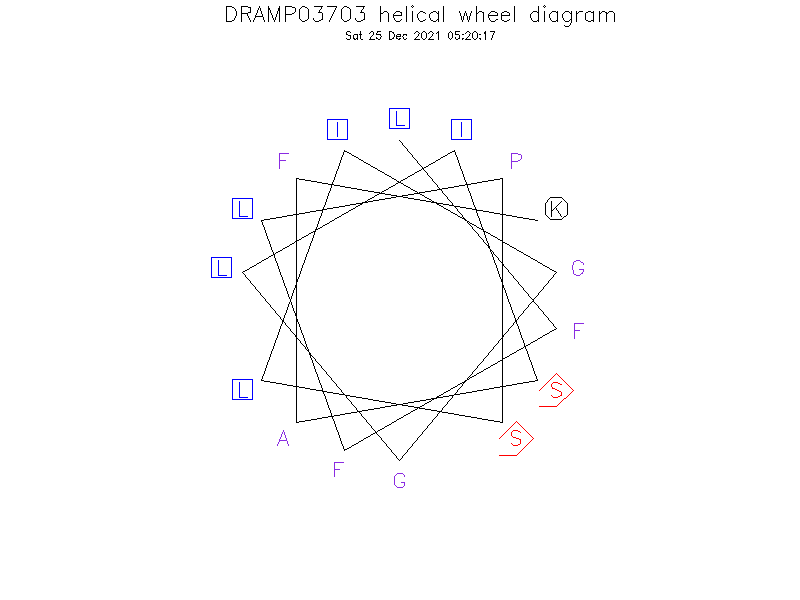 DRAMP03703 helical wheel diagram
Sat 25 Dec 2021 05:20:17
L
I I
F P
L K
L G
F
L S
A S
F
G